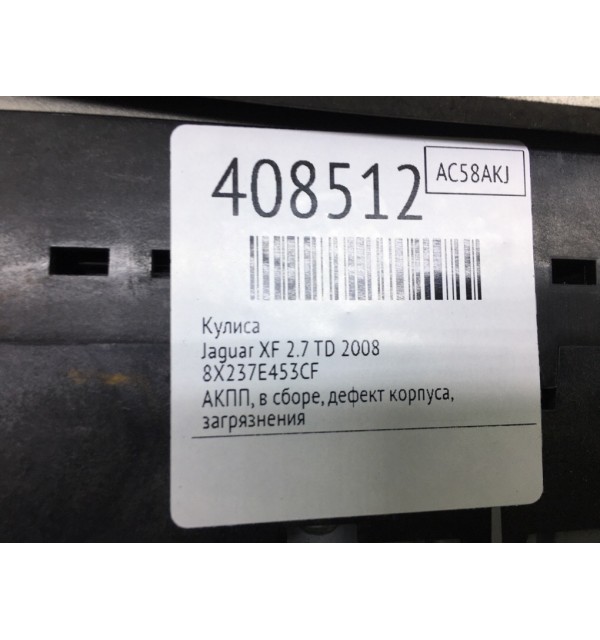 408512
AC58AKJ
Кулиса
Jaguar XF 2.7 TD 2008
8X237E453CF
АКПП, в сборе, дефект корпуса,
загрязнения